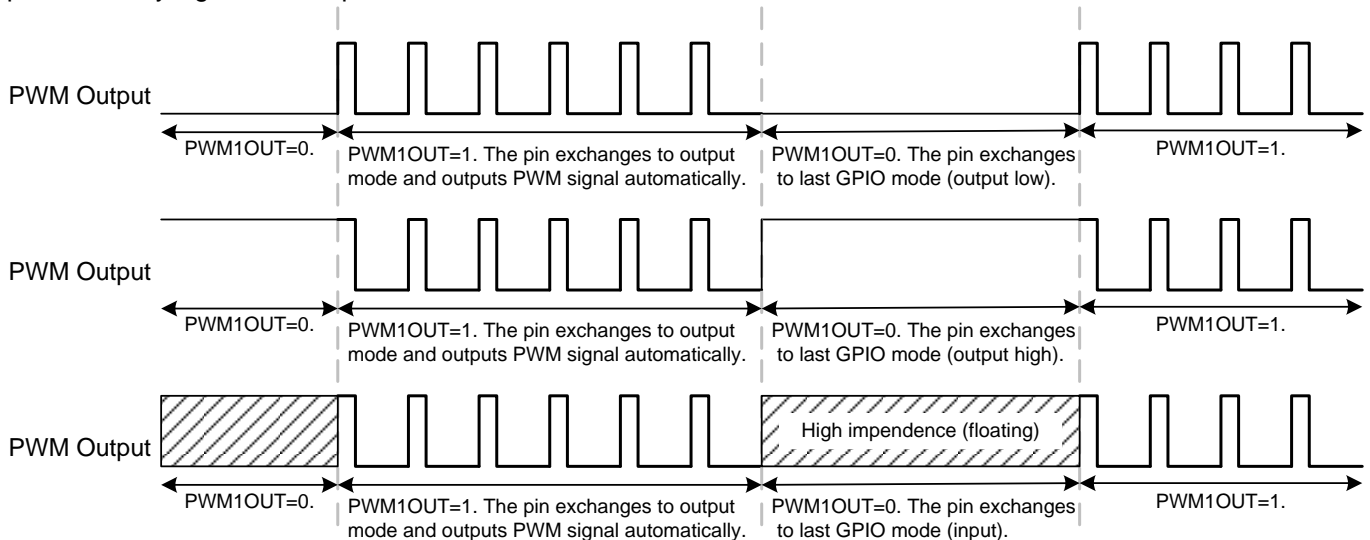 PWM Output
PWM1OUT=0.
PWM1OUT=1. The pin exchanges to output
mode and outputs PWM signal automatically.
PWM1OUT=0. The pin exchanges
to last GPIO mode (output low).
PWM1OUT=1.
PWM Output
PWM1OUT=0.
PWM1OUT=1. The pin exchanges to output
mode and outputs PWM signal automatically.
PWM1OUT=0. The pin exchanges
to last GPIO mode (output high).
PWM1OUT=1.
PWM Output
High impendence (floating)
PWM1OUT=0.
PWM1OUT=1. The pin exchanges to output
mode and outputs PWM signal automatically.
PWM1OUT=0. The pin exchanges
to last GPIO mode (input).
PWM1OUT=1.